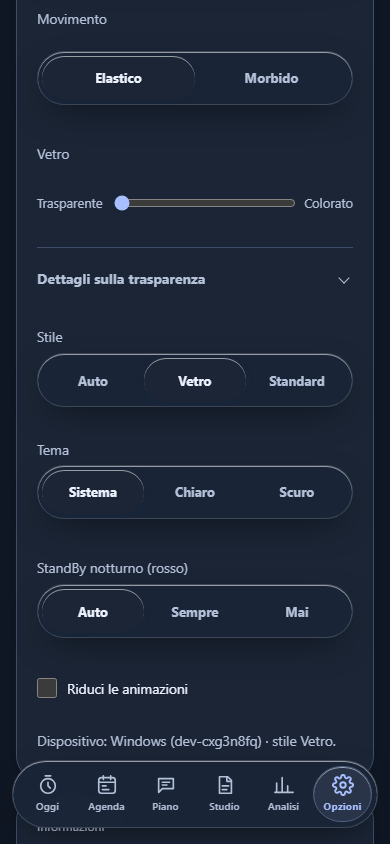 Movimento
Elastico Morbido
Vetro
Trasparente Colorato
Dettagli sulla trasparenza
Stile
Auto Vetro Standard
Tema
Sistema Chiaro Scuro
StandBy notturno (rosso)
Auto Sempre Mai
Riduci le animazioni
Dispositivo: Windows (dev-cxg3n8fq) · stile Vetro.
Oggi Agenda Piano Studio Analisi Opzioni
Informazioni